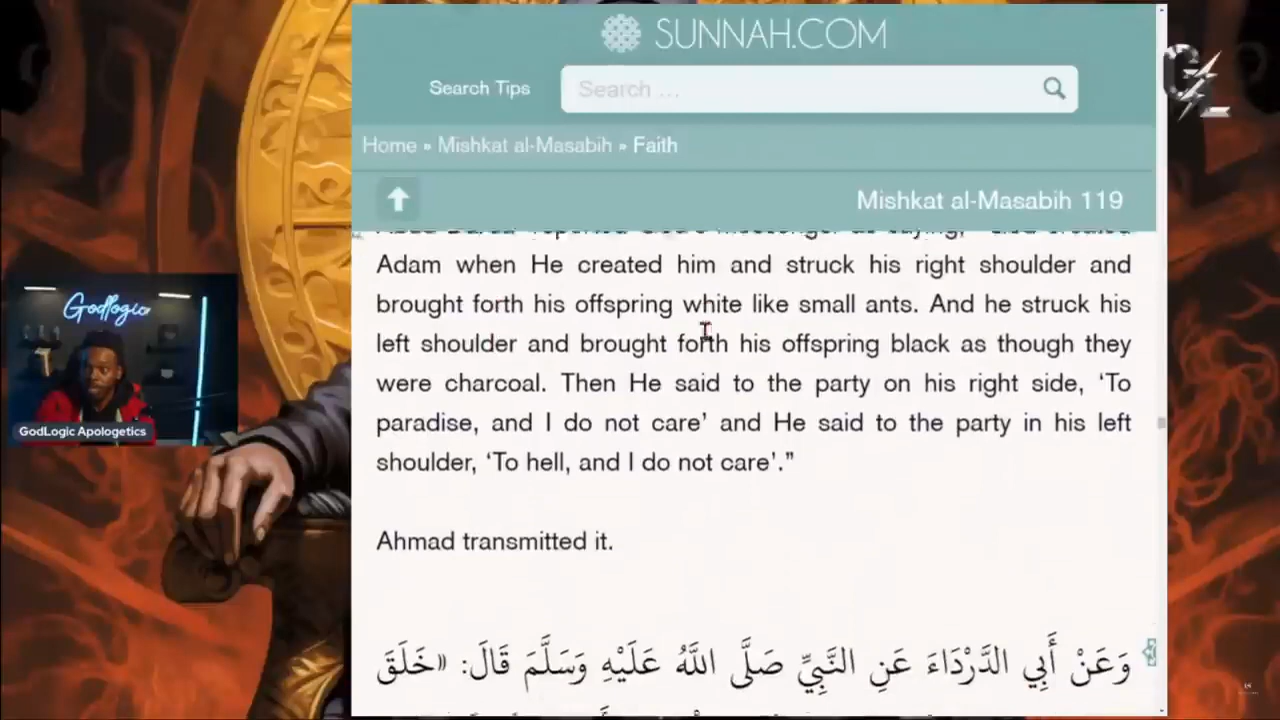 SUNNAH.COM
Search Tips
Search ...
Home » Mishkat al-Masabih » Faith
Mishkat al-Masabih 119
Adam when He created him and struck his right shoulder and
brought forth his offspring white like small ants. And he struck his
left shoulder and brought forth his offspring black as though they
were charcoal. Then He said to the party on his right side, ‘To
paradise, and I do not care’ and He said to the party in his left
shoulder, ‘To hell, and I do not care’.”
Ahmad transmitted it.
وَعَنْ أَبِي الدَّرْدَاءَ عَنِ النَّبِيِّ صَلَّى اللَّهُ عَلَيْهِ وَسَلَّمَ قَالَ: «خَلَقَ
Godlogic
GodLogic Apologetics
GL